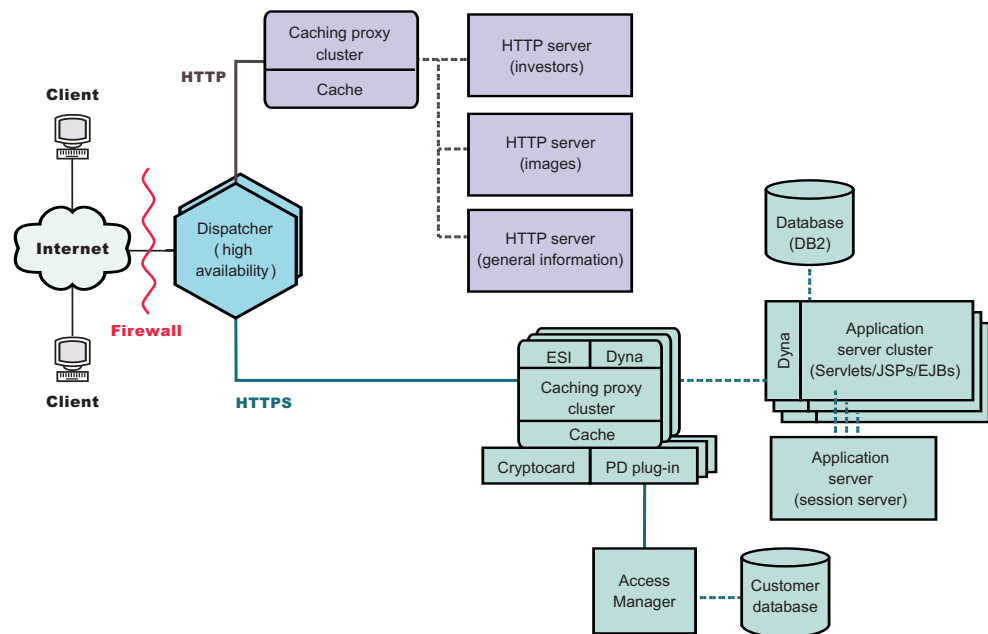 Caching proxy
cluster
Cache
HTTP server
(investors)
HTTP
Client
HTTP server
(images)
Internet
Dispatcher
(high
availability)
HTTP server
(general information)
Database
(DB2)
Firewall
Client
HTTPS
ESI
Dyna
Caching proxy
cluster
Cache
Cryptocard
PD plug-in
Dyna
Application
server cluster
(Servlets/JSPs/EJBs)
Application
server
(session server)
Access
Manager
Customer
database